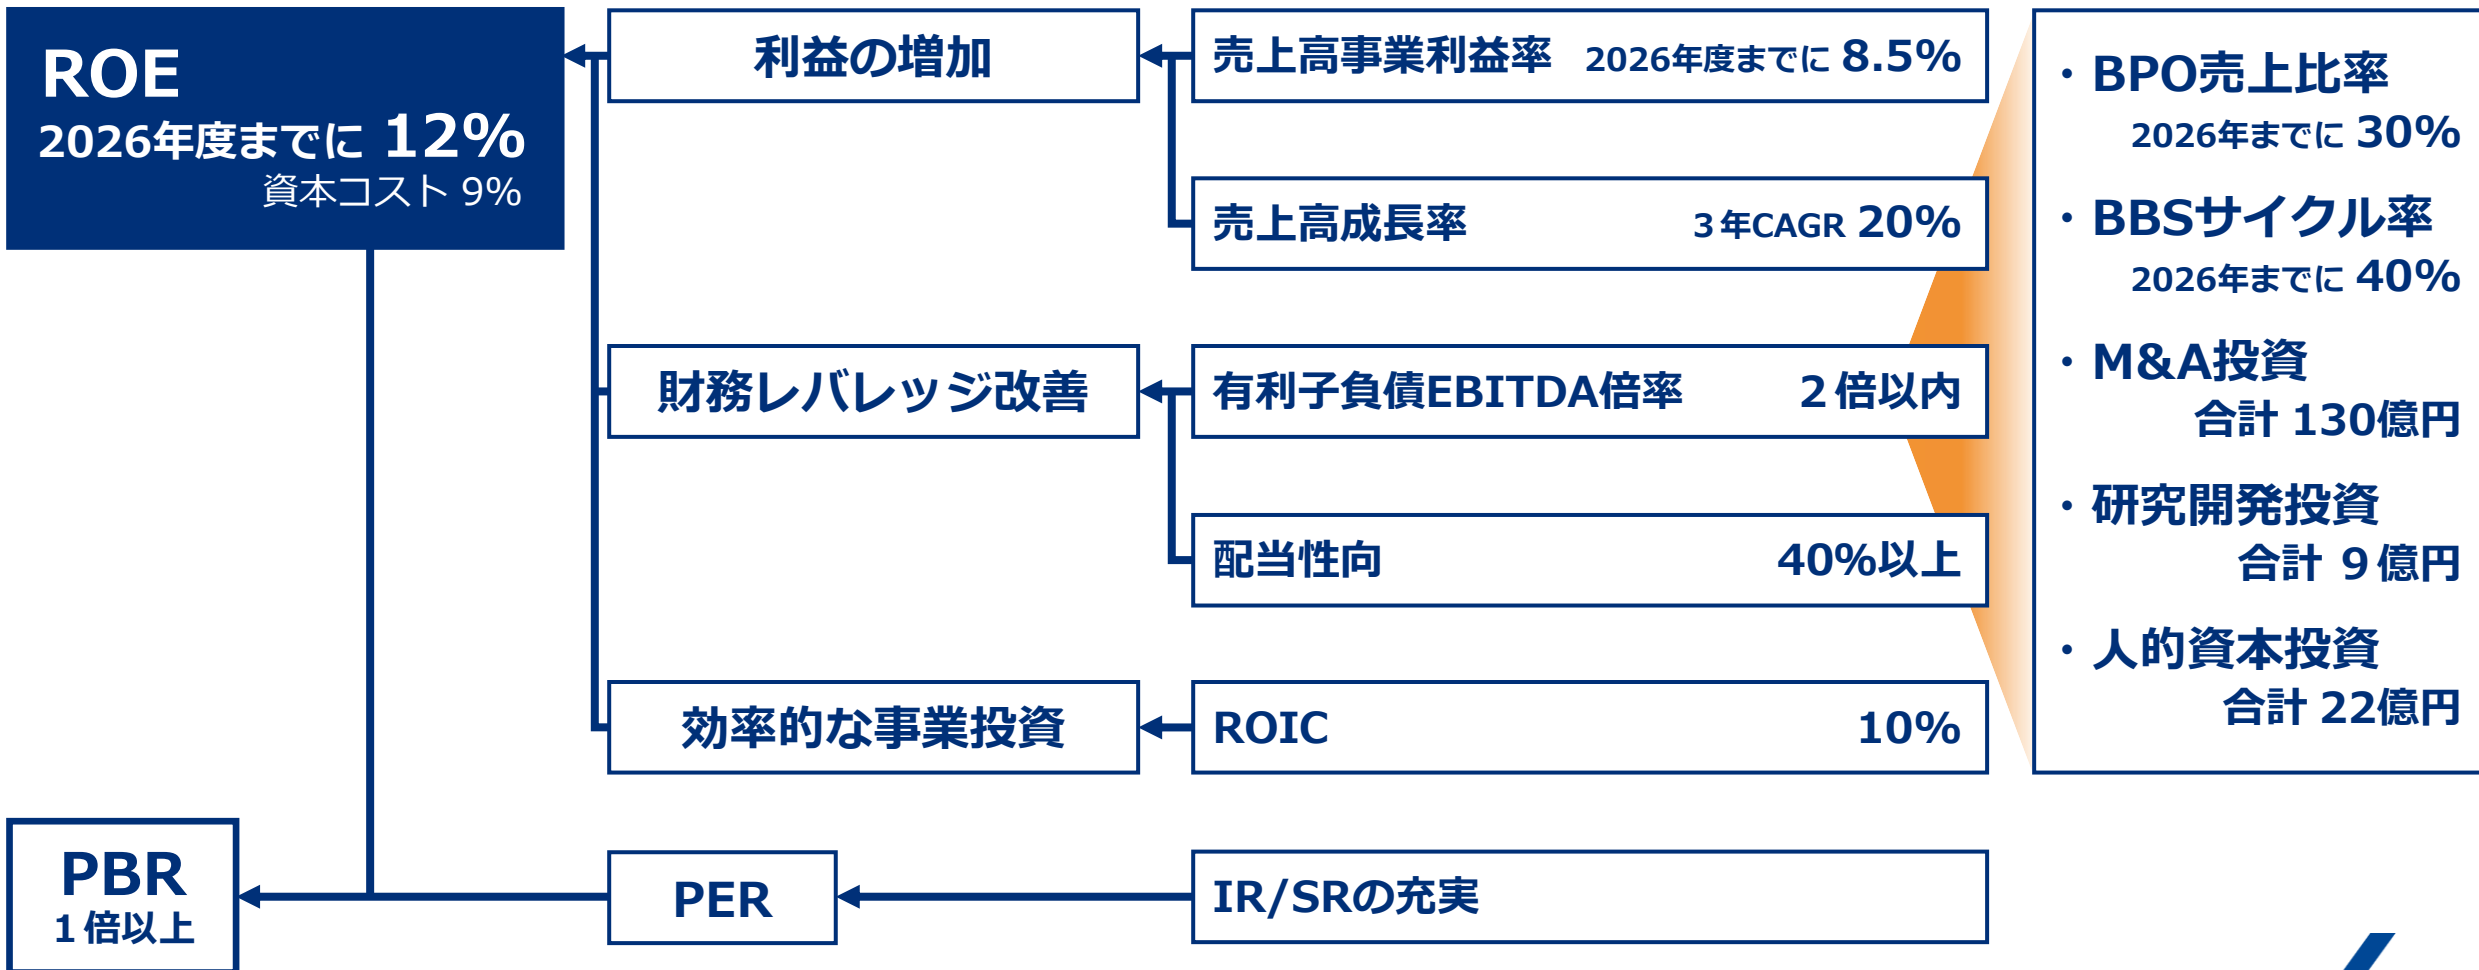 ROE
2026年度までに 12%
資本コスト 9%
利益の増加
売上高事業利益率 2026年度までに 8.5%
売上高成長率 3年CAGR 20%
財務レバレッジ改善
有利子負債EBITDA倍率 2倍以内
配当性向 40%以上
効率的な事業投資
ROIC 10%
・BPO売上比率
2026年までに 30%
・BBSサイクル率
2026年までに 40%
・M&A投資
合計 130億円
・研究開発投資
合計 9億円
・人的資本投資
合計 22億円
PBR
1倍以上
PER
IR/SRの充実